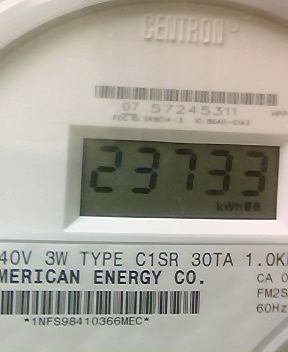 CENTRON
07 57245311
23733
kWh
40V 3W TYPE C1SR 30TA 1.0K
MERICAN ENERGY CO.
CA 0
FM2S
60Hz
*1NFS98410366MEC*